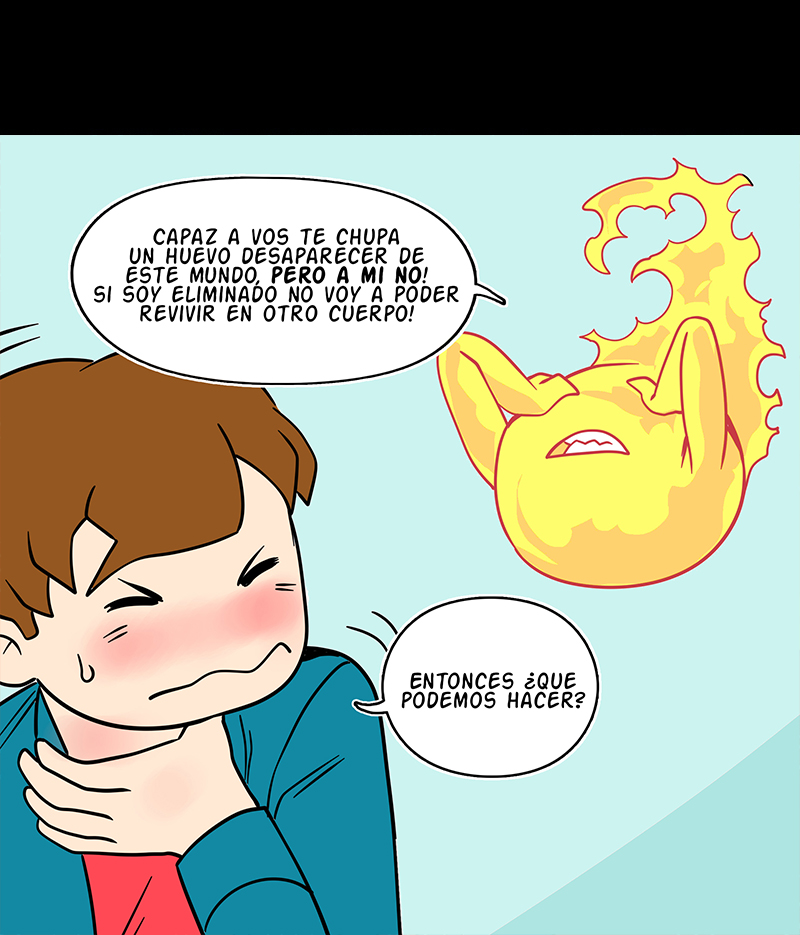 CAPAZ A VOS TE CHUPA
UN HUEVO DESAPARECER DE
ESTE MUNDO, PERO A MI NO!
SI SOY ELIMINADO NO VOY A PODER
REVIVIR EN OTRO CUERPO!
ENTONCES ¿QUE
PODEMOS HACER?